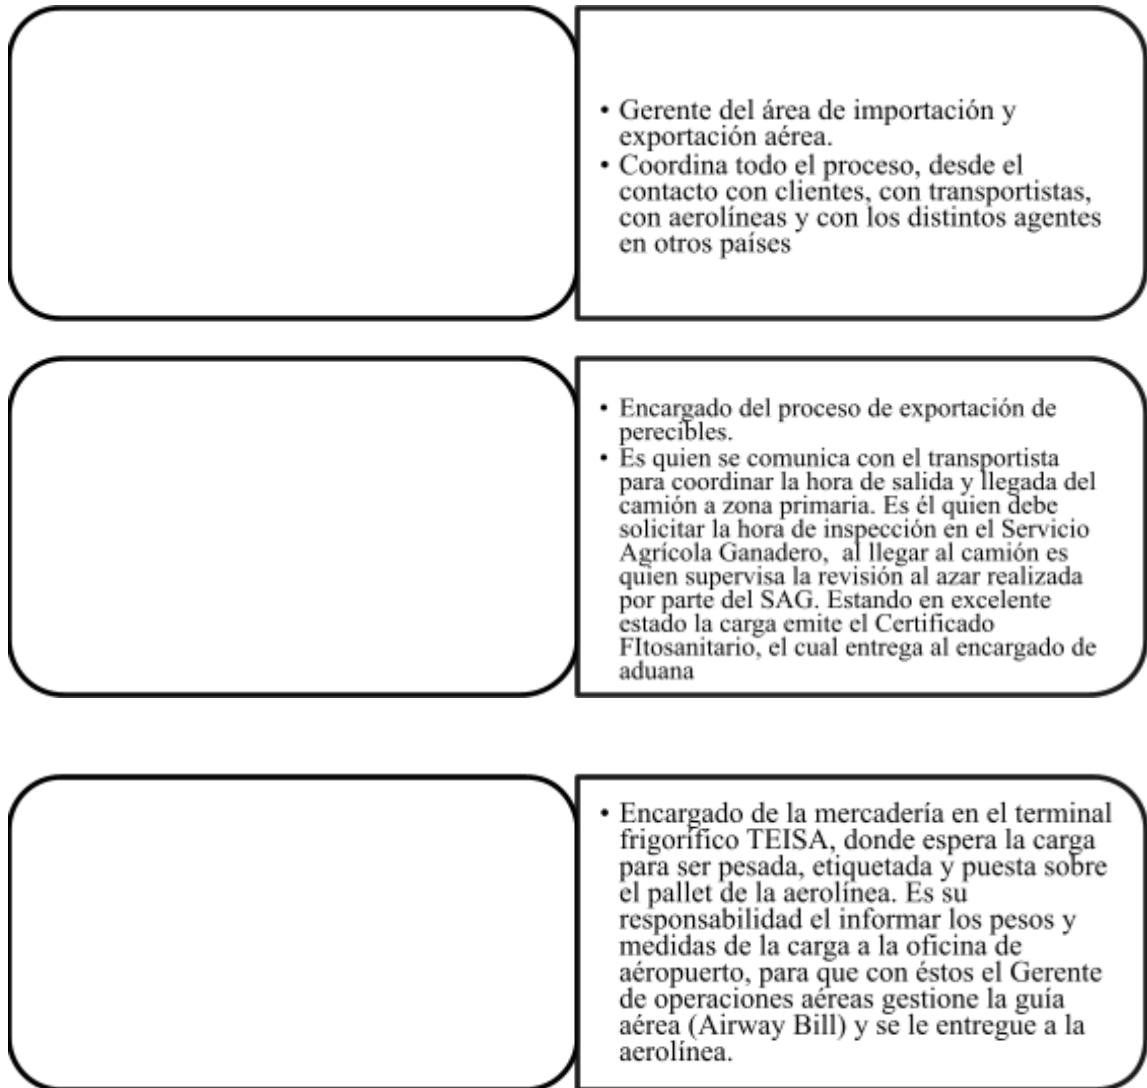 • Gerente del área de importación y
exportación aérea.
• Coordina todo el proceso, desde el
contacto con clientes, con transportistas,
con aerolíneas y con los distintos agentes
en otros países
• Encargado del proceso de exportación de
perecibles.
• Es quien se comunica con el transportista
para coordinar la hora de salida y llegada del
camión a zona primaria. Es él quien debe
solicitar la hora de inspección en el Servicio
Agrícola Ganadero, al llegar al camión es
quien supervisa la revisión al azar realizada
por parte del SAG. Estando en excelente
estado la carga emite el Certificado
FItosanitario, el cual entrega al encargado de
aduana
• Encargado de la mercadería en el terminal
frigorífico TEISA, donde espera la carga
para ser pesada, etiquetada y puesta sobre
el pallet de la aerolínea. Es su
responsabilidad el informar los pesos y
medidas de la carga a la oficina de
aéropuerto, para que con éstos el Gerente
de operaciones aéreas gestione la guía
aérea (Airway Bill) y se le entregue a la
aerolínea.